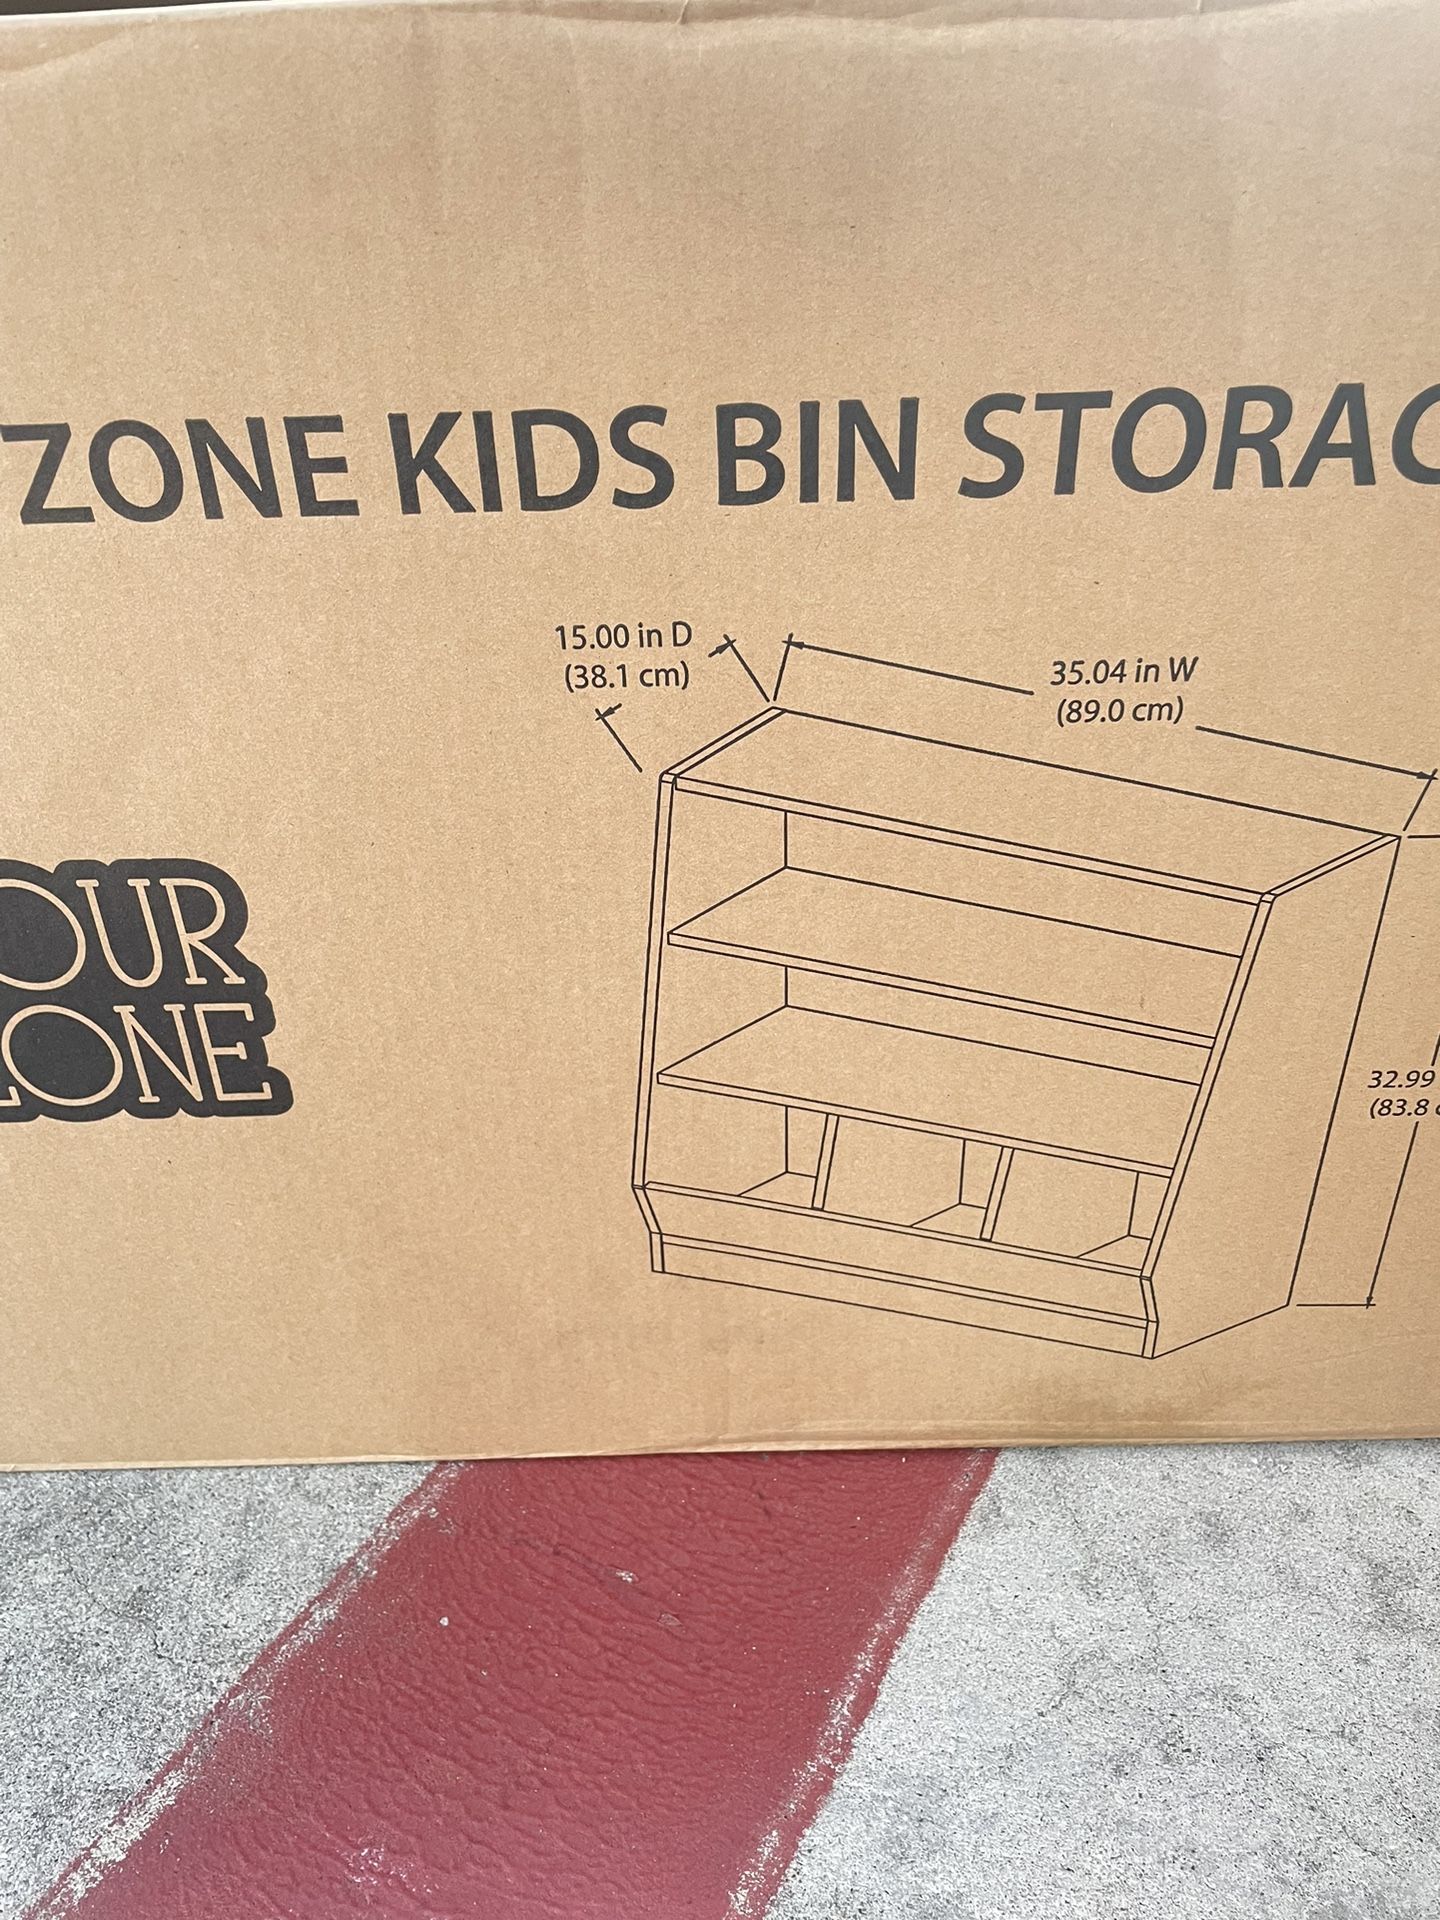 ZONE KIDS BIN STORAG
15.00 in D
(38.1 cm)
35.04 in W
(89.0 cm)
OUR
ZONE
32.99
(83.8 c